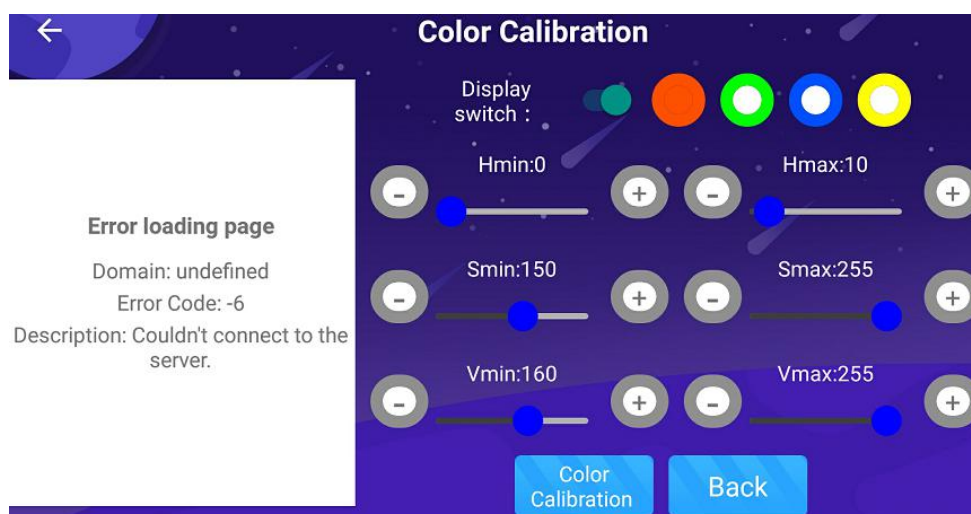 Color Calibration
Display
switch :
Hmin:0
Hmax:10
- + - +
Error loading page
Domain: undefined
Error Code: -6
Description: Couldn't connect to the
server.
Smin:150
Smax:255
- + - +
Vmin:160
Vmax:255
- + - +
Color
Calibration
Back